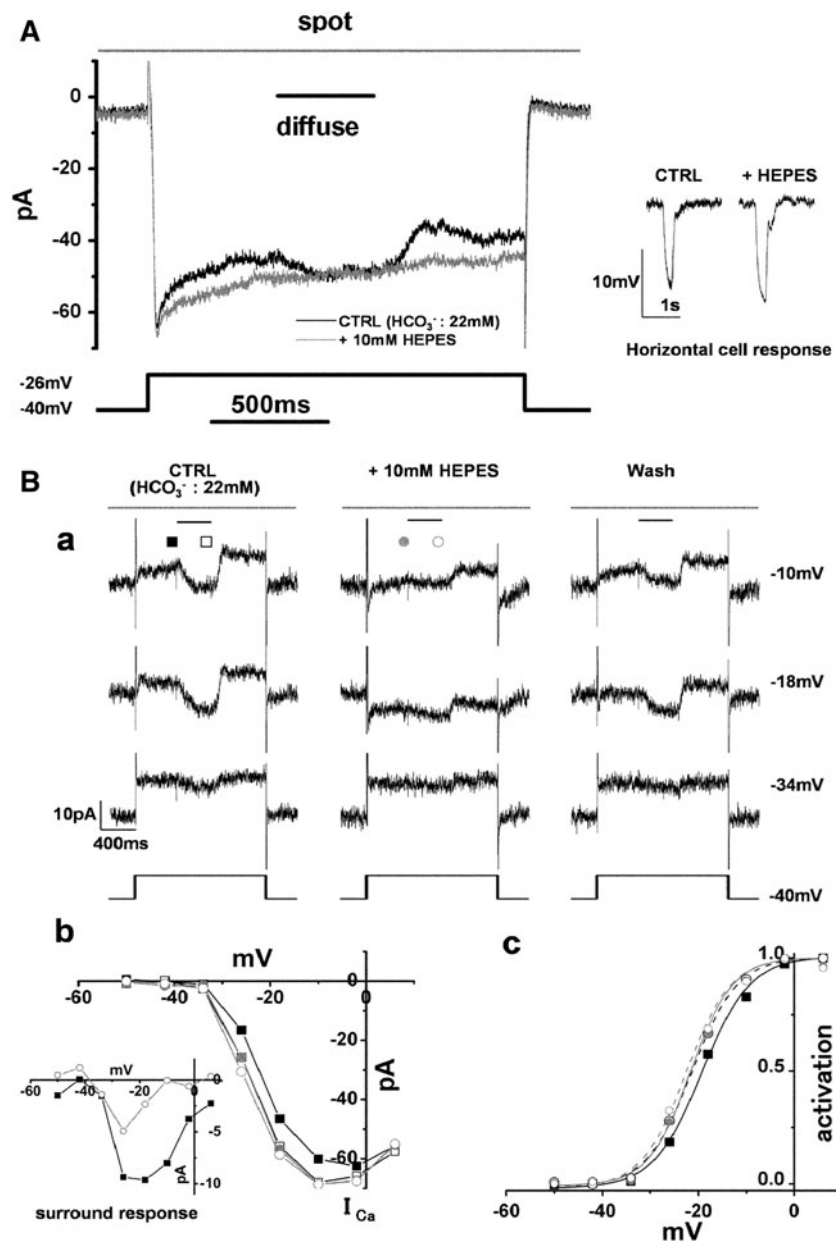 A
spot
0
-20
-40
-60
pA
diffuse
CTRL (HCO₃⁻ : 22mM)
+ 10mM HEPES
-26mV
-40mV
500ms
CTRL
+ HEPES
10mV
1s
Horizontal cell response
B
CTRL
(HCO₃⁻ : 22mM)
+ 10mM HEPES
Wash
a
-10mV
-18mV
-34mV
10pA
400ms
-40mV
b
mV
-60 -40 -20 0
0
-20
-40
-60
pA
I Ca
mV
-60 -40 -20 0
0
-5
-10
pA
surround response
c
1.0
0.5
0.0
activation
-60 -40 -20 0
mV